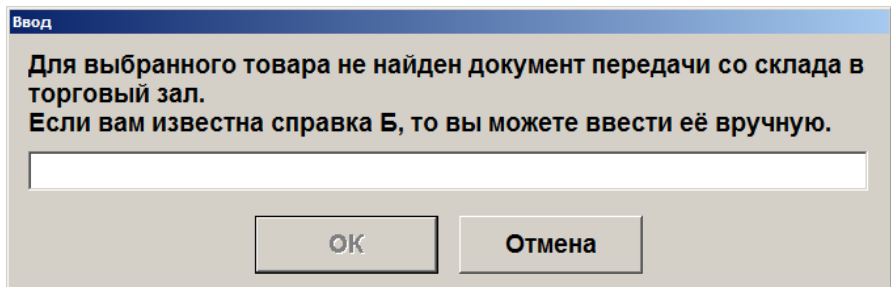 Ввод
Для выбранного товара не найден документ передачи со склада в
торговый зал.
Если вам известна справка Б, то вы можете ввести её вручную.
ОК
Отмена